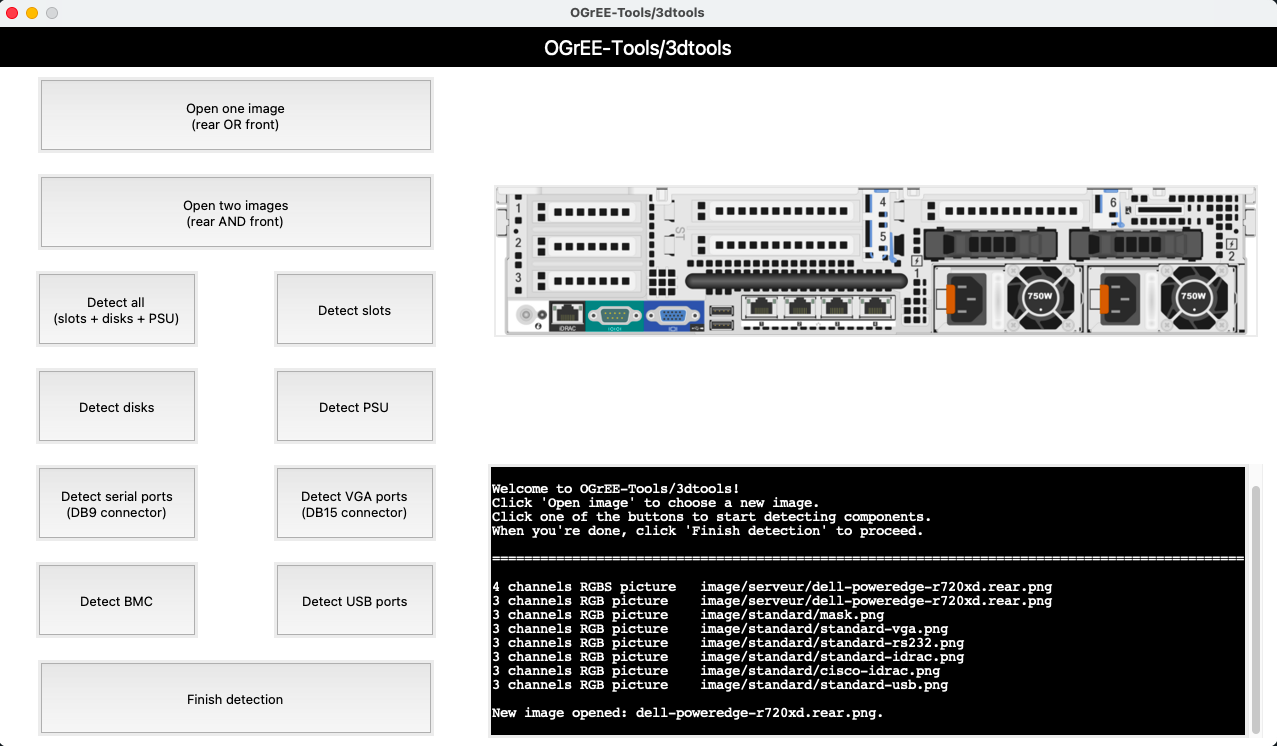 OGrEE-Tools/3dtools
OGrEE-Tools/3dtools
Open one image
(rear OR front)
Open two images
(rear AND front)
Detect all
(slots + disks + PSU)
Detect slots
Detect disks
Detect PSU
Detect serial ports
(DB9 connector)
Detect VGA ports
(DB15 connector)
Detect BMC
Detect USB ports
Finish detection
1
2
3
ST
4
5
6
1
2
iDRAC
750W
750W
Welcome to OGrEE-Tools/3dtools!
Click 'Open image' to choose a new image.
Click one of the buttons to start detecting components.
When you're done, click 'Finish detection' to proceed.
==============================================================================================
4 channels RGBS picture   image/serveur/dell-poweredge-r720xd.rear.png
3 channels RGB picture    image/serveur/dell-poweredge-r720xd.rear.png
3 channels RGB picture    image/standard/mask.png
3 channels RGB picture    image/standard/standard-vga.png
3 channels RGB picture    image/standard/standard-rs232.png
3 channels RGB picture    image/standard/standard-idrac.png
3 channels RGB picture    image/standard/cisco-idrac.png
3 channels RGB picture    image/standard/standard-usb.png
New image opened: dell-poweredge-r720xd.rear.png.